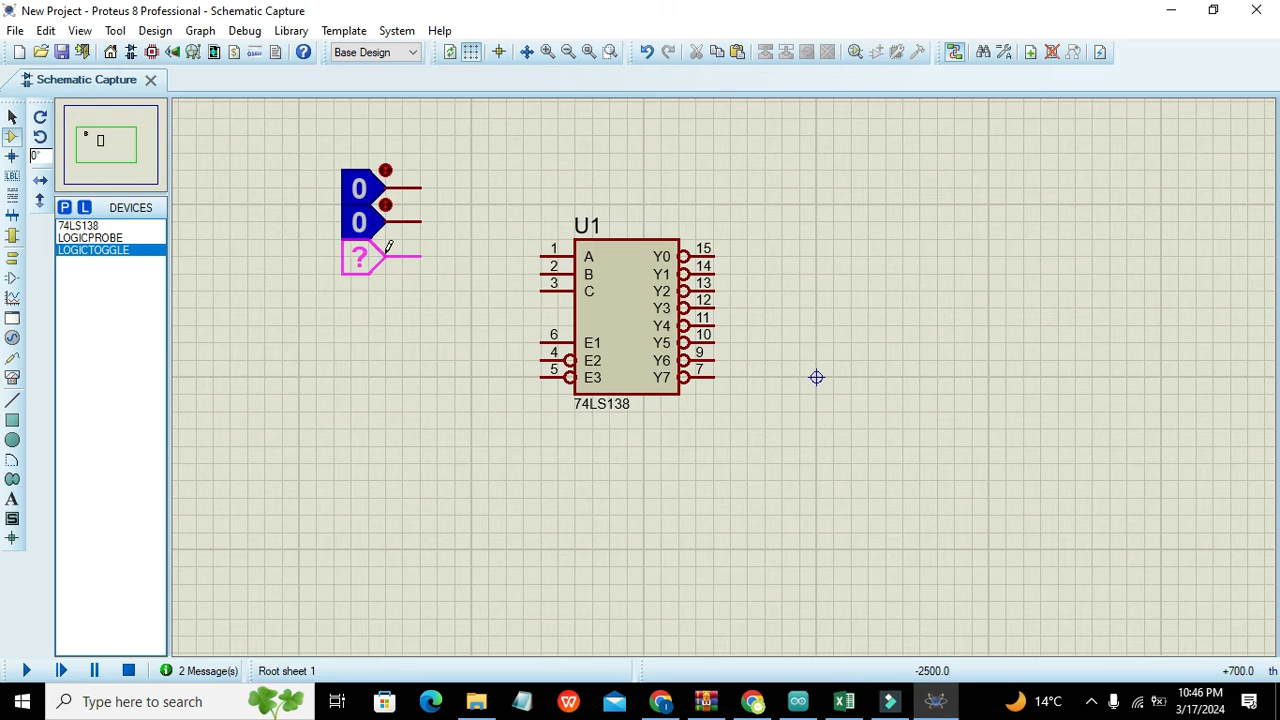 New Project - Proteus 8 Professional - Schematic Capture
File Edit View Tool Design Graph Debug Library Template System Help
Base Design
Schematic Capture
0°
P L DEVICES
74LS138
LOGICPROBE
LOGICTOGGLE
LBL
A
S
0
0
?
U1
1 A Y0 15
2 B Y1 14
3 C Y2 13
Y3 12
Y4 11
6 E1 Y5 10
4 E2 Y6 9
5 E3 Y7 7
74LS138
2 Message(s) Root sheet 1 -2500.0 +700.0 th
Type here to search
14°C
10:46 PM
3/17/2024